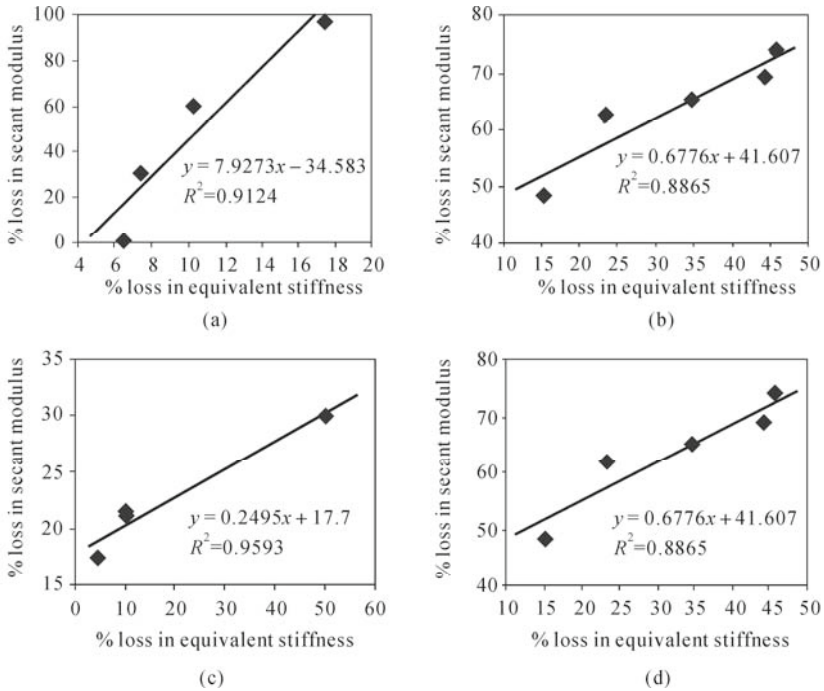 100
80
60
40
20
0
% loss in secant modulus
y = 7.9273x − 34.583
R²=0.9124
4 6 8 10 12 14 16 18 20
% loss in equivalent stiffness
(a)
80
70
60
50
40
% loss in secant modulus
y = 0.6776x + 41.607
R²=0.8865
10 15 20 25 30 35 40 45 50
% loss in equivalent stiffness
(b)
35
30
25
20
15
% loss in secant modulus
y = 0.2495x + 17.7
R²=0.9593
0 10 20 30 40 50 60
% loss in equivalent stiffness
(c)
80
70
60
50
40
% loss in secant modulus
y = 0.6776x + 41.607
R²=0.8865
10 15 20 25 30 35 40 45 50
% loss in equivalent stiffness
(d)